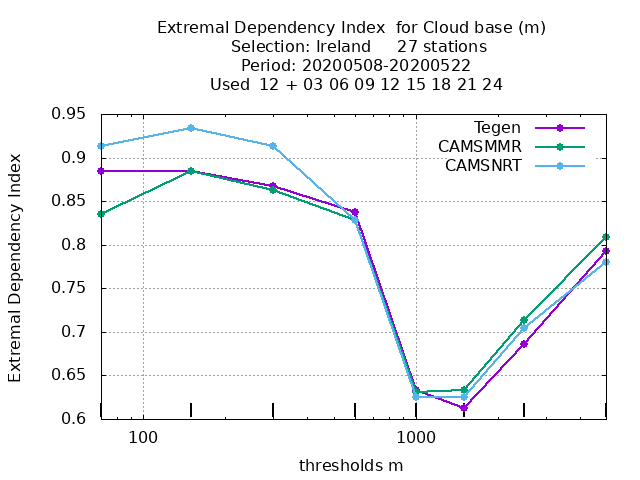 Extremal Dependency Index  for Cloud base (m)
Selection: Ireland     27 stations
Period: 20200508-20200522
Used  12 + 03 06 09 12 15 18 21 24
Tegen
CAMSMMR
CAMSNRT
Extremal Dependency Index
0.95
0.9
0.85
0.8
0.75
0.7
0.65
0.6
100
1000
thresholds m